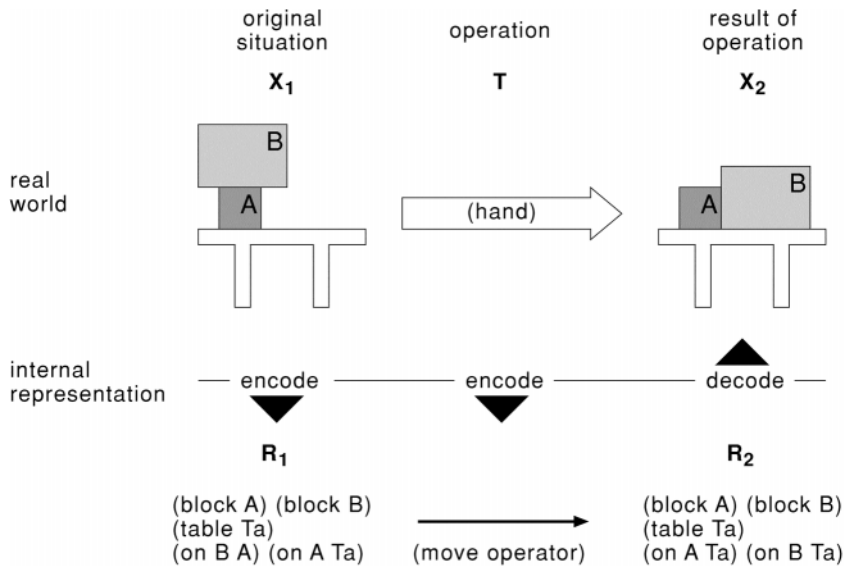 original
situation
operation
result of
operation
X1
T
X2
real
world
B
A
(hand)
A
B
internal
representation
encode
encode
decode
R1
R2
(block A) (block B)
(table Ta)
(on B A) (on A Ta)
(move operator)
(block A) (block B)
(table Ta)
(on A Ta) (on B Ta)